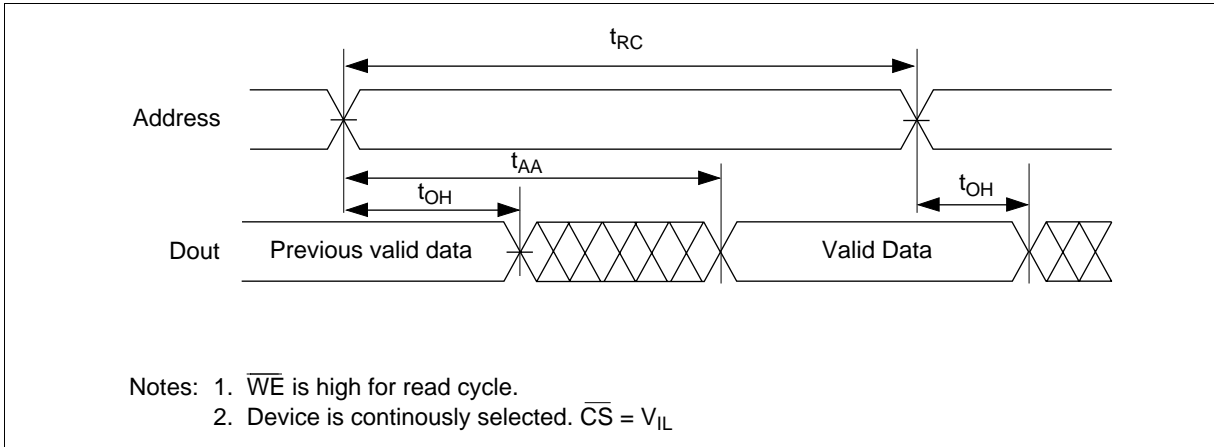 tRC
Address
tAA
tOH
tOH
Dout
Previous valid data
Valid Data
Notes: 1. WE is high for read cycle.
2. Device is continously selected. CS = VIL